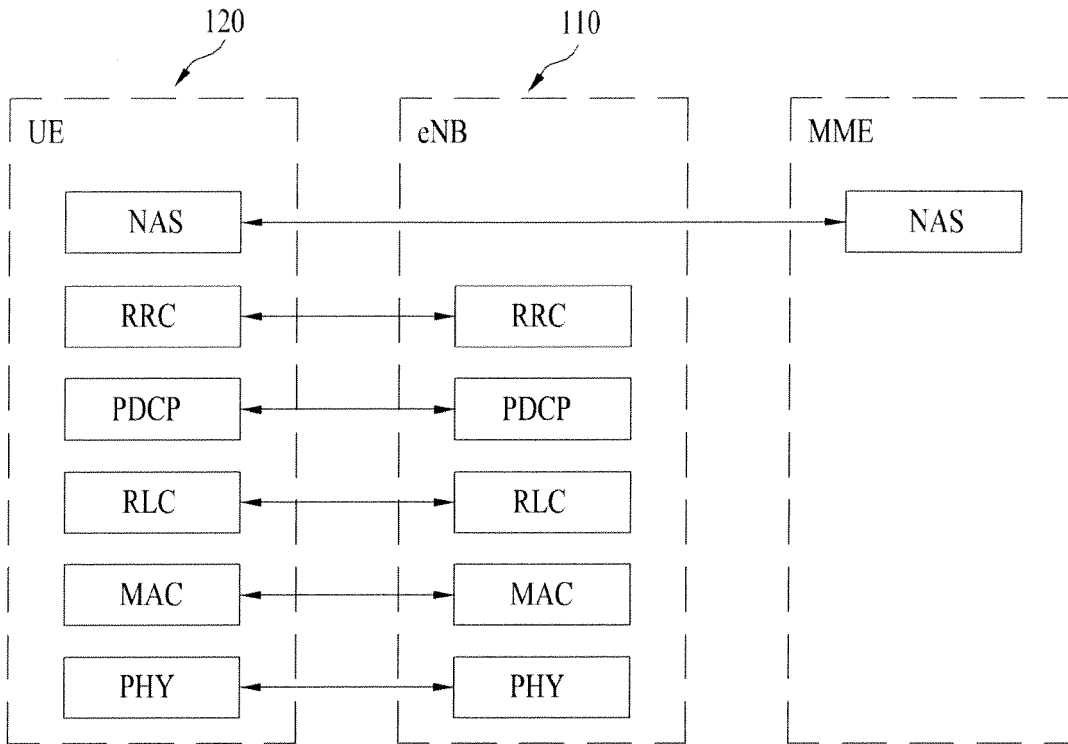 120
110
UE
eNB
MME
NAS
NAS
RRC
RRC
PDCP
PDCP
RLC
RLC
MAC
MAC
PHY
PHY